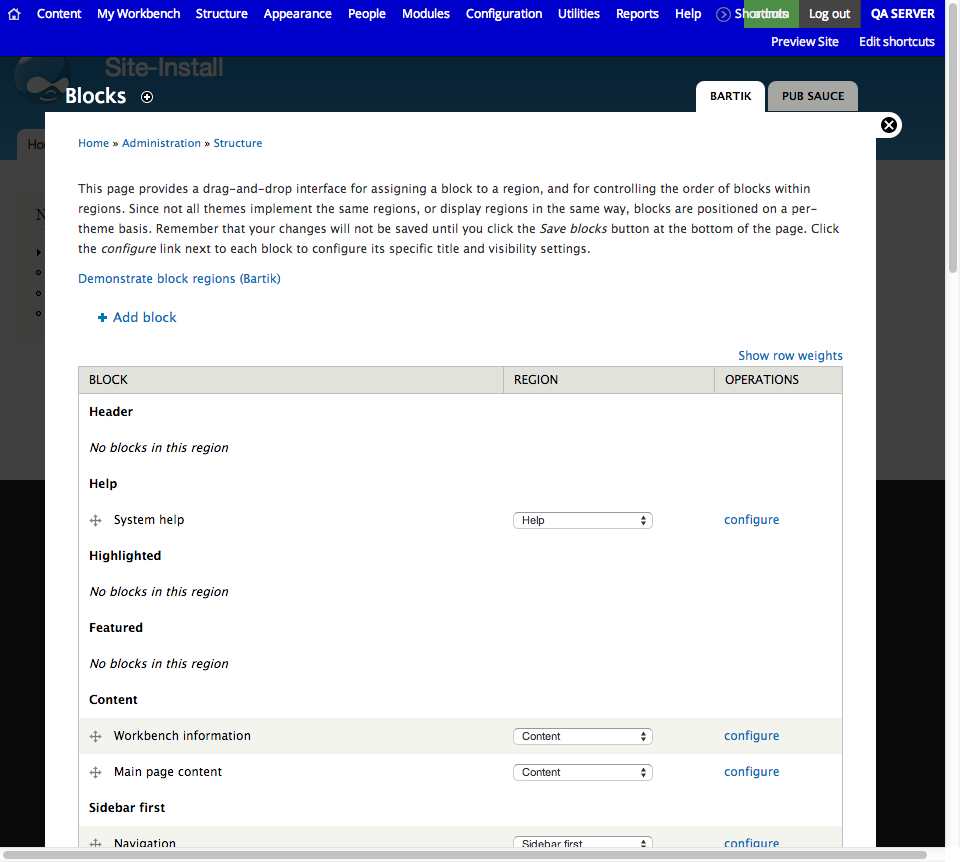 Content My Workbench Structure Appearance People Modules Configuration Utilities Reports Help Shortcuts Log out QA SERVER
Preview Site Edit shortcuts
Site-Install
Blocks
BARTIK PUB SAUCE
Home » Administration » Structure
This page provides a drag-and-drop interface for assigning a block to a region, and for controlling the order of blocks within
regions. Since not all themes implement the same regions, or display regions in the same way, blocks are positioned on a per-
theme basis. Remember that your changes will not be saved until you click the Save blocks button at the bottom of the page. Click
the configure link next to each block to configure its specific title and visibility settings.
Demonstrate block regions (Bartik)
Add block
Show row weights
BLOCK REGION OPERATIONS
Header
No blocks in this region
Help
System help Help configure
Highlighted
No blocks in this region
Featured
No blocks in this region
Content
Workbench information Content configure
Main page content Content configure
Sidebar first
Navigation Sidebar first configure